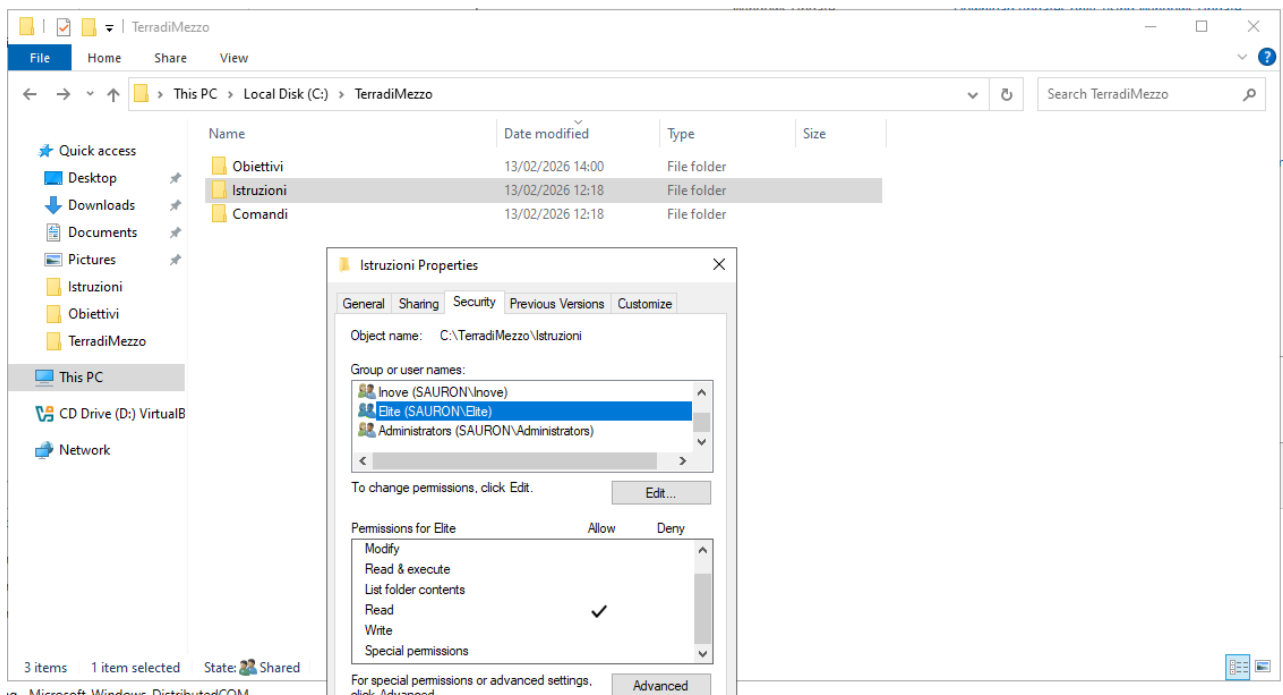 TerradiMezzo
File Home Share View
This PC Local Disk (C:) TerradiMezzo Search TerradiMezzo
Name Date modified Type Size
Quick access
Desktop
Downloads
Documents
Pictures
Istruzioni
Obiettivi
TerradiMezzo
This PC
CD Drive (D:) VirtualB
Network
Obiettivi 13/02/2026 14:00 File folder
Istruzioni 13/02/2026 12:18 File folder
Comandi 13/02/2026 12:18 File folder
Istruzioni Properties
General Sharing Security Previous Versions Customize
Object name: C:\TerradiMezzo\Istruzioni
Group or user names:
Inove (SAURON\Inove)
Elite (SAURON\Elite)
Administrators (SAURON\Administrators)
To change permissions, click Edit.
Edit...
Permissions for Elite Allow Deny
Modify
Read & execute
List folder contents
Read
Write
Special permissions
For special permissions or advanced settings,
click Advanced
Advanced
3 items 1 item selected State: Shared
Microsoft-Windows-DistributedCOM